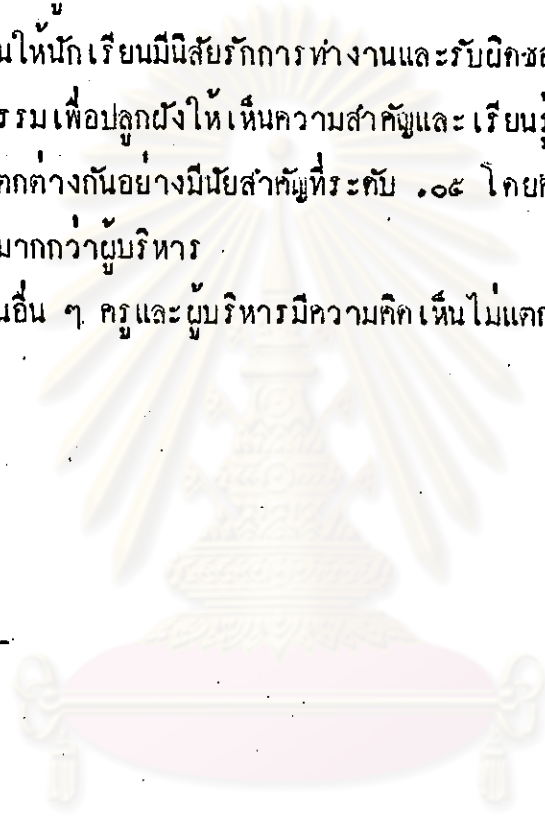 นให้นักเรียนมีนิสัยรักการทำงานและรับผิดชอ
รรมเพื่อปลูกฝังให้เห็นความสำคัญและเรียนรู้
ตกต่างกันอย่างมีนัยสำคัญที่ระดับ .๐๕ โดย
มากกว่าผู้บริหาร
นอื่น ๆ ครูและผู้บริหารมีความคิดเห็นไม่แตก